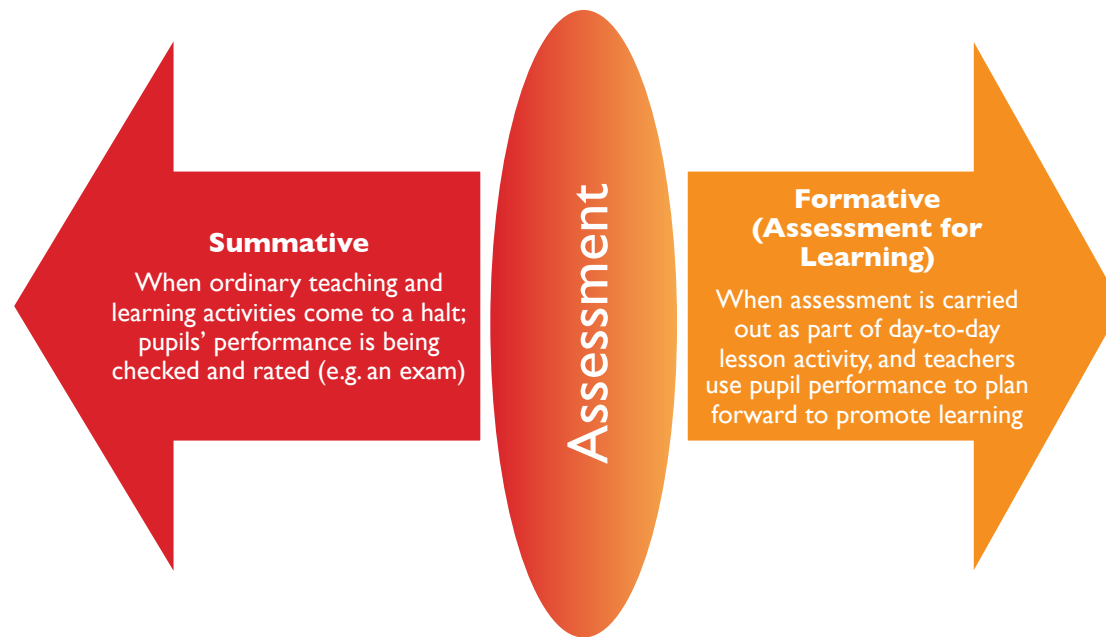 Summative
When ordinary teaching and
learning activities come to a halt;
pupils’ performance is being
checked and rated (e.g. an exam)
Assessment
Formative
(Assessment for
Learning)
When assessment is carried
out as part of day-to-day
lesson activity, and teachers
use pupil performance to plan
forward to promote learning